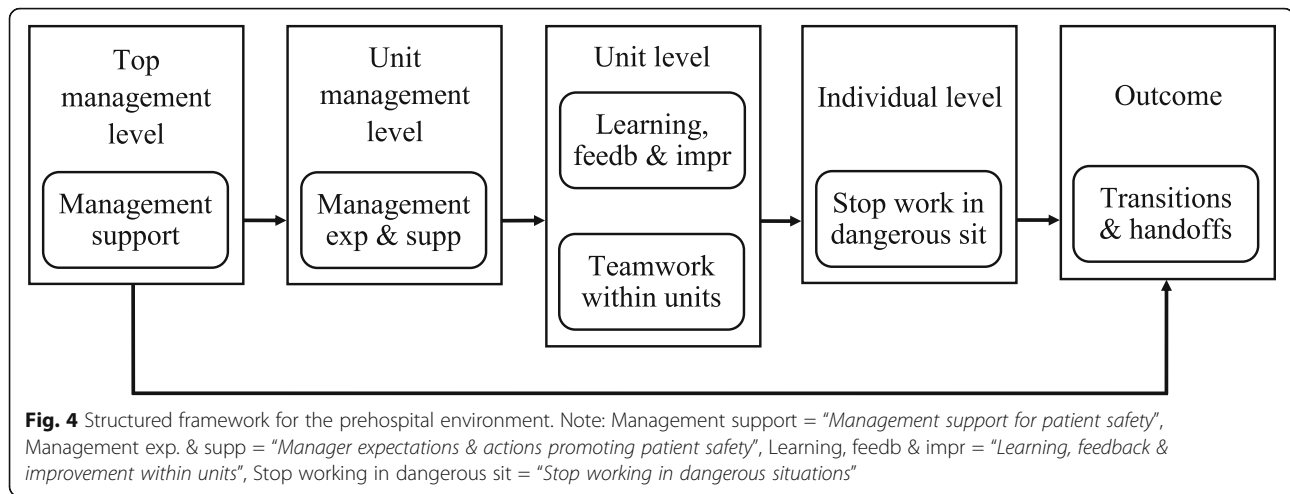 Top
management
level
Management
support
Unit
management
level
Management
exp & supp
Unit level
Learning,
feedb & impr
Teamwork
within units
Individual level
Stop work in
dangerous sit
Outcome
Transitions
& handoffs
Fig. 4 Structured framework for the prehospital environment. Note: Management support = “Management support for patient safety”,
Management exp. & supp = “Manager expectations & actions promoting patient safety”, Learning, feedb & impr = “Learning, feedback &
improvement within units”, Stop working in dangerous sit = “Stop working in dangerous situations”